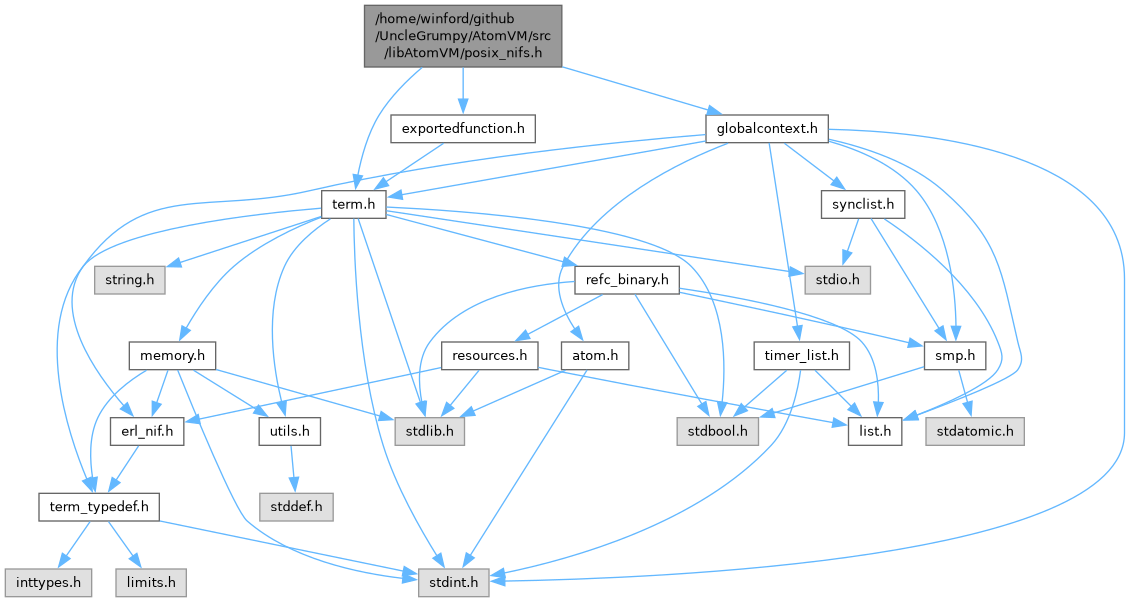 /home/winford/github
/UncleGrumpy/AtomVM/src
/libAtomVM/posix_nifs.h
exportedfunction.h
globalcontext.h
term.h
synclist.h
string.h
refc_binary.h
stdio.h
memory.h
resources.h
atom.h
timer_list.h
smp.h
erl_nif.h
utils.h
stdlib.h
stdbool.h
list.h
stdatomic.h
term_typedef.h
stddef.h
inttypes.h
limits.h
stdint.h